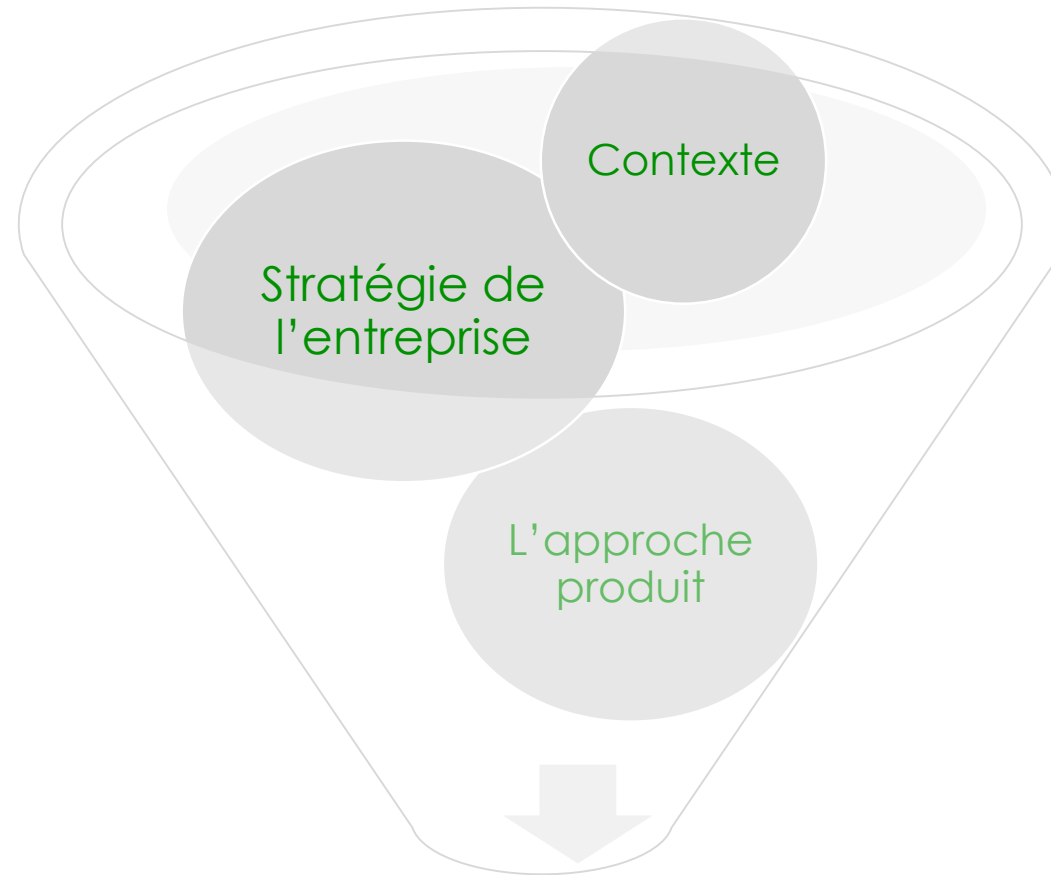 Contexte
Stratégie de
l’entreprise
L’approche
produit